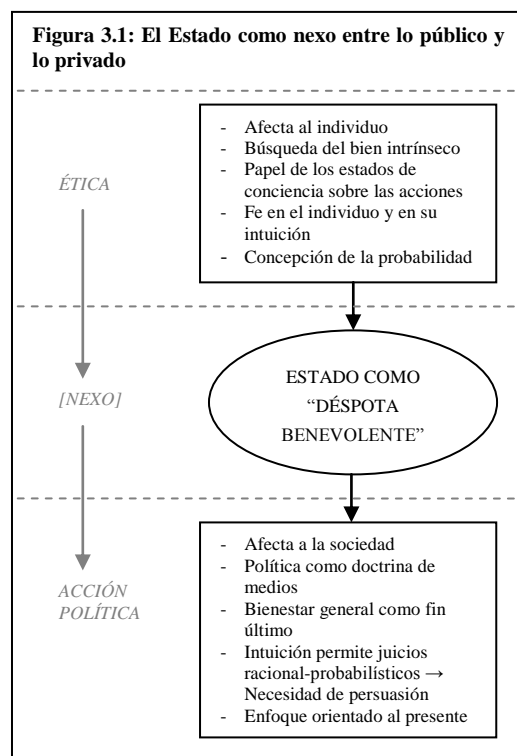 Figura 3.1: El Estado como nexo entre lo público y
lo privado
ÉTICA
- Afecta al individuo
- Búsqueda del bien intrínseco
- Papel de los estados de
conciencia sobre las acciones
- Fe en el individuo y en su
intuición
- Concepción de la probabilidad
[NEXO]
ESTADO COMO
“DÉSPOTA
BENEVOLENTE”
ACCIÓN
POLÍTICA
- Afecta a la sociedad
- Política como doctrina de
medios
- Bienestar general como fin
último
- Intuición permite juicios
racional-probabilísticos →
Necesidad de persuasión
- Enfoque orientado al presente